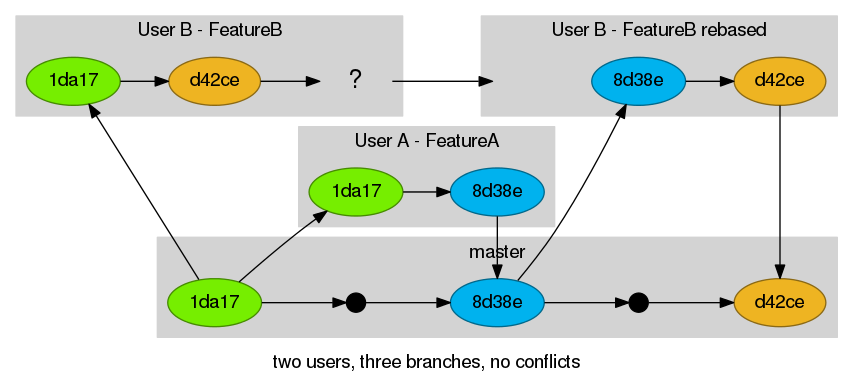 User B - FeatureB
1da17
d42ce
?
User B - FeatureB rebased
8d38e
d42ce
User A - FeatureA
1da17
8d38e
master
1da17
8d38e
d42ce
two users, three branches, no conflicts